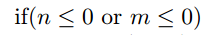 if(n ≤ 0 or m ≤ 0)